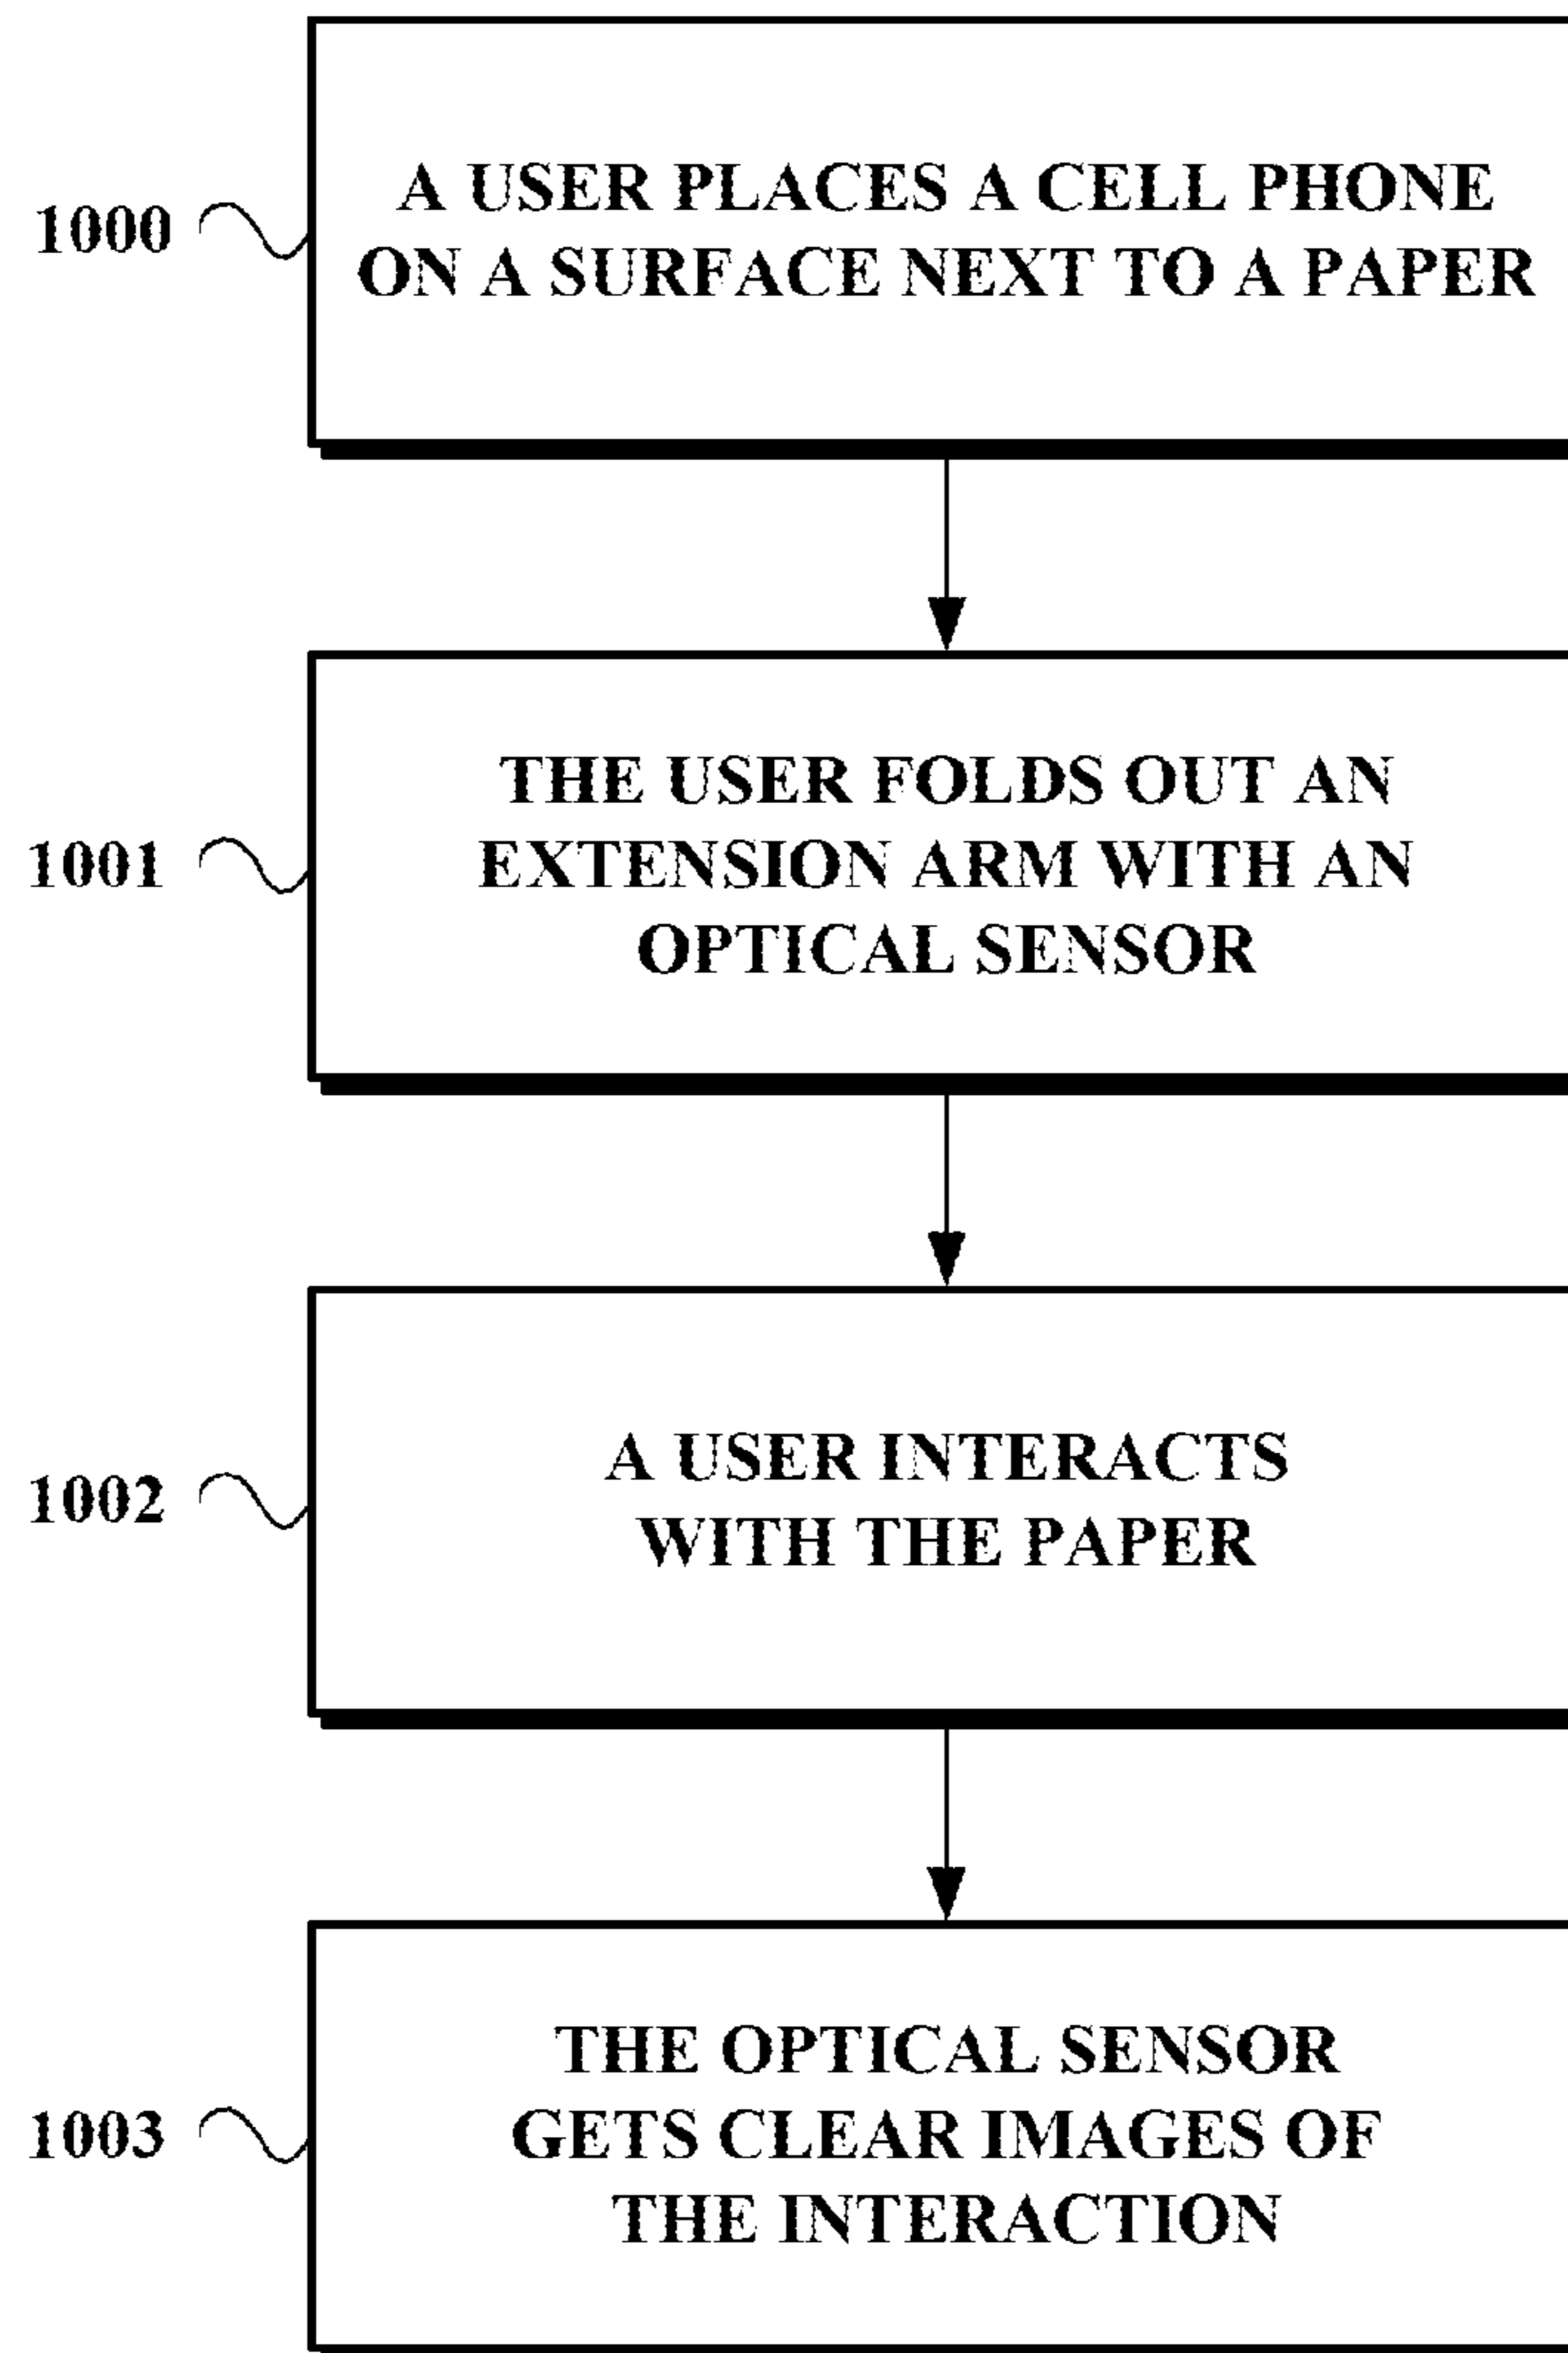 1000
A USER PLACES A CELL PHONE
ON A SURFACE NEXT TO A PAPER
1001
THE USER FOLDS OUT AN
EXTENSION ARM WITH AN
OPTICAL SENSOR
1002
A USER INTERACTS
WITH THE PAPER
1003
THE OPTICAL SENSOR
GETS CLEAR IMAGES OF
THE INTERACTION